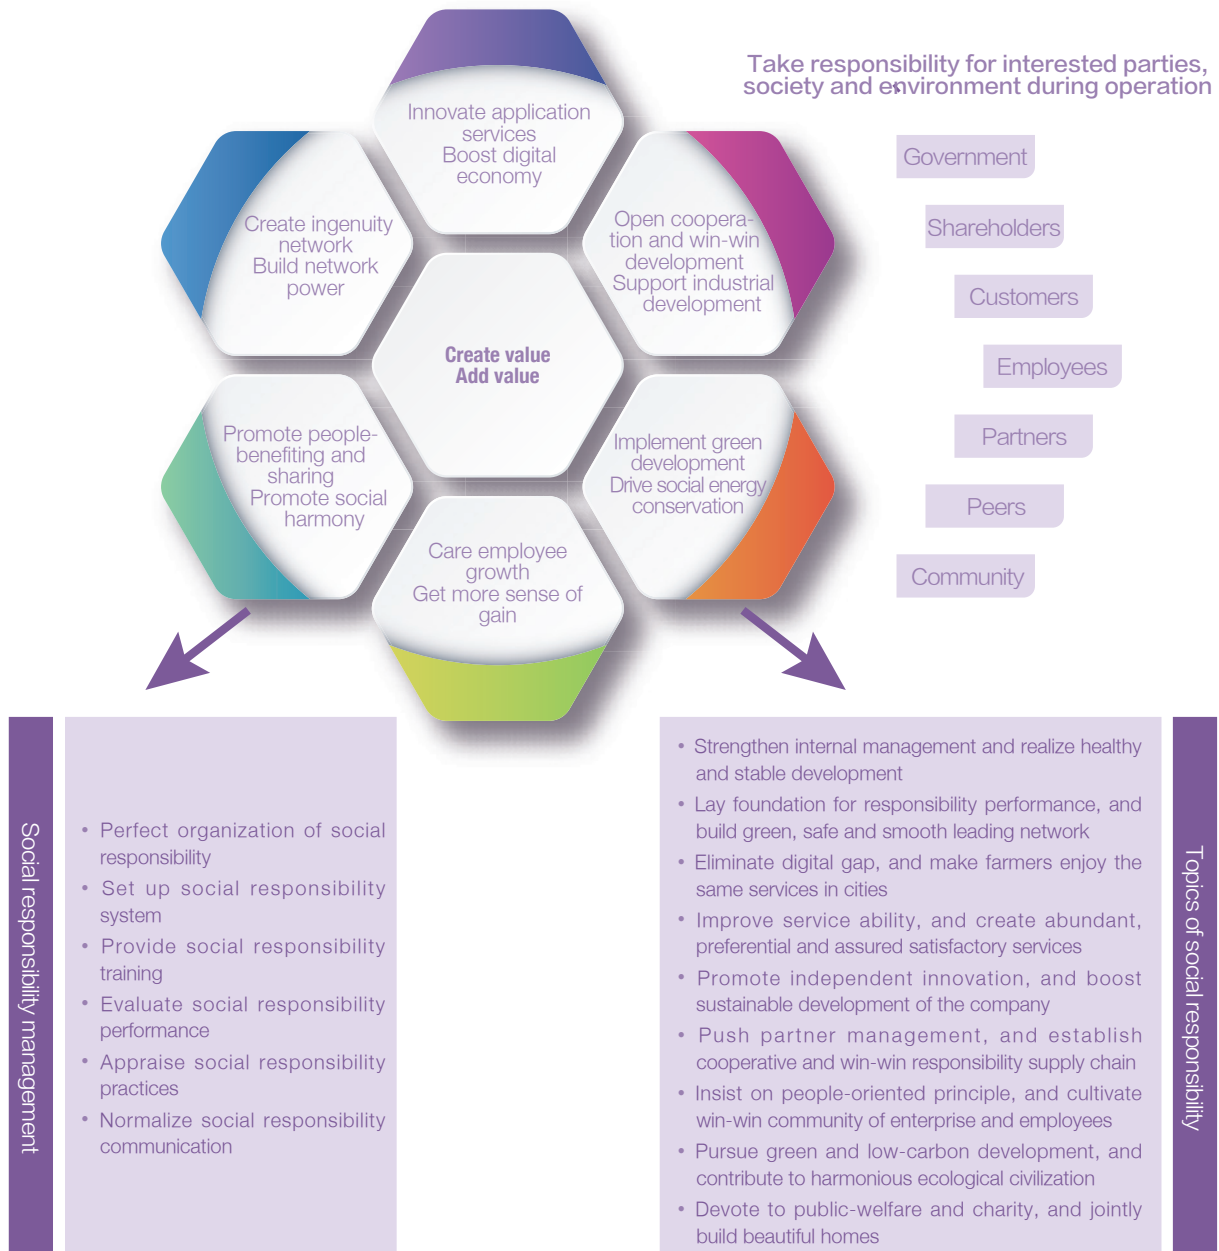 Take responsibility for interested parties,
society and environment during operation
Innovate application
services
Boost digital
economy
Create ingenuity
network
Build network
power
Open coopera-
tion and win-win
development
Support industrial
development
Create value
Add value
Promote people-
benefiting and
sharing
Promote social
harmony
Implement green
development
Drive social energy
conservation
Care employee
growth
Get more sense of
gain
Government
Shareholders
Customers
Employees
Partners
Peers
Community
Social responsibility management
• Perfect organization of social
responsibility
• Set up social responsibility
system
• Provide social responsibility
training
• Evaluate social responsibility
performance
• Appraise social responsibility
practices
• Normalize social responsibility
communication
• Strengthen internal management and realize healthy
and stable development
• Lay foundation for responsibility performance, and
build green, safe and smooth leading network
• Eliminate digital gap, and make farmers enjoy the
same services in cities
• Improve service ability, and create abundant,
preferential and assured satisfactory services
• Promote independent innovation, and boost
sustainable development of the company
• Push partner management, and establish
cooperative and win-win responsibility supply chain
• Insist on people-oriented principle, and cultivate
win-win community of enterprise and employees
• Pursue green and low-carbon development, and
contribute to harmonious ecological civilization
• Devote to public-welfare and charity, and jointly
build beautiful homes
Topics of social responsibility